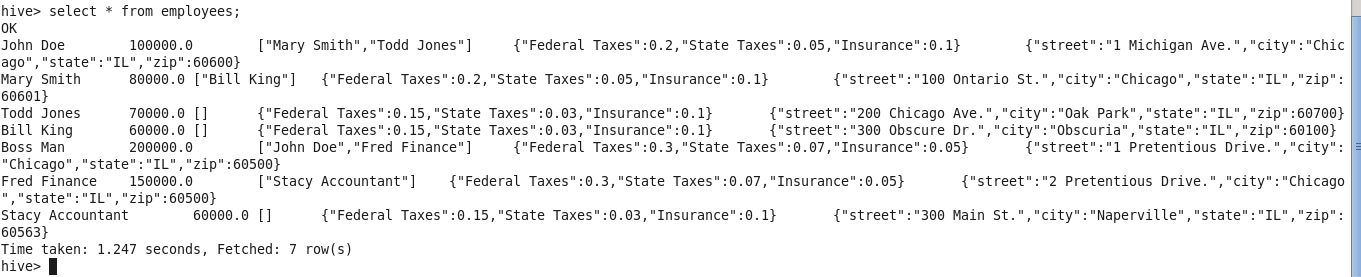 hive> select * from employees;
OK
John Doe        100000.0        ["Mary Smith","Todd Jones"]     {"Federal Taxes":0.2,"State Taxes":0.05,"Insurance":0.1}        {"street":"1 Michigan Ave.","city":"Chic
ago","state":"IL","zip":60600}
Mary Smith      80000.0 ["Bill King"]   {"Federal Taxes":0.2,"State Taxes":0.05,"Insurance":0.1}        {"street":"100 Ontario St.","city":"Chicago","state":"IL","zip":
60601}
Todd Jones      70000.0 []      {"Federal Taxes":0.15,"State Taxes":0.03,"Insurance":0.1}       {"street":"200 Chicago Ave.","city":"Oak Park","state":"IL","zip":60700}
Bill King       60000.0 []      {"Federal Taxes":0.15,"State Taxes":0.03,"Insurance":0.1}       {"street":"300 Obscure Dr.","city":"Obscuria","state":"IL","zip":60100}
Boss Man        200000.0        ["John Doe","Fred Finance"]     {"Federal Taxes":0.3,"State Taxes":0.07,"Insurance":0.05}       {"street":"1 Pretentious Drive.","city":
"Chicago","state":"IL","zip":60500}
Fred Finance    150000.0        ["Stacy Accountant"]    {"Federal Taxes":0.3,"State Taxes":0.07,"Insurance":0.05}       {"street":"2 Pretentious Drive.","city":"Chicago
","state":"IL","zip":60500}
Stacy Accountant        60000.0 []      {"Federal Taxes":0.15,"State Taxes":0.03,"Insurance":0.1}       {"street":"300 Main St.","city":"Naperville","state":"IL","zip":
60563}
Time taken: 1.247 seconds, Fetched: 7 row(s)
hive>